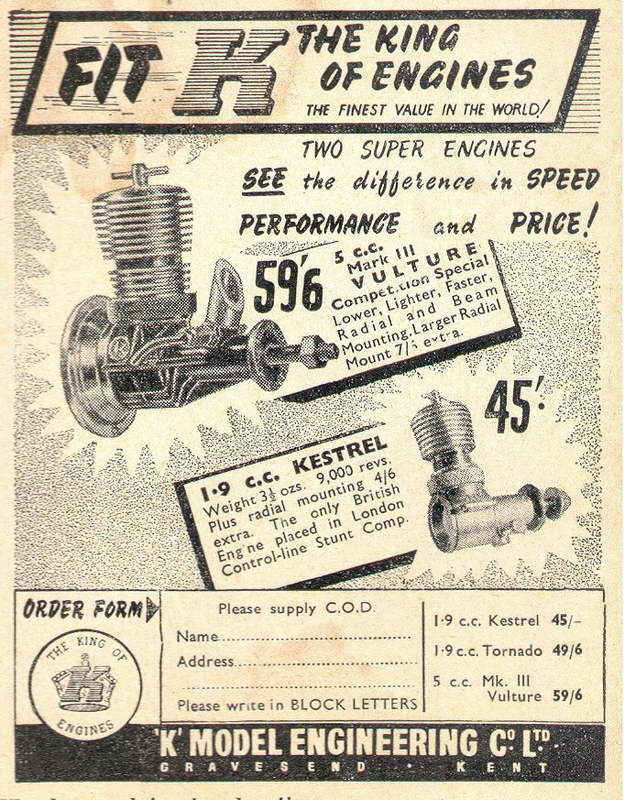 FIT K THE KING
OF ENGINES
THE FINEST VALUE IN THE WORLD!
TWO SUPER ENGINES
SEE the difference in SPEED
PERFORMANCE and PRICE!
59'6
5 c.c.
Mark III
VULTURE
Competition Special
Lower, Lighter, Faster,
Radial and Beam
Mounting. Larger Radial
Mount 7/3 extra.
45'-
1·9 c.c. KESTREL
Weight 3½ ozs. 9,000 revs.
Plus radial mounting 4/6
extra. The only British
Engine placed in London
Control-line Stunt Comp.
ORDER FORM
THE KING OF
K
ENGINES
Please supply C.O.D.
Name
Address
Please write in BLOCK LETTERS
1·9 c.c. Kestrel 45/-
1·9 c.c. Tornado 49/6
5 c.c. Mk. III
Vulture 59/6
'K' MODEL ENGINEERING CO. LTD.
GRAVESEND · KENT